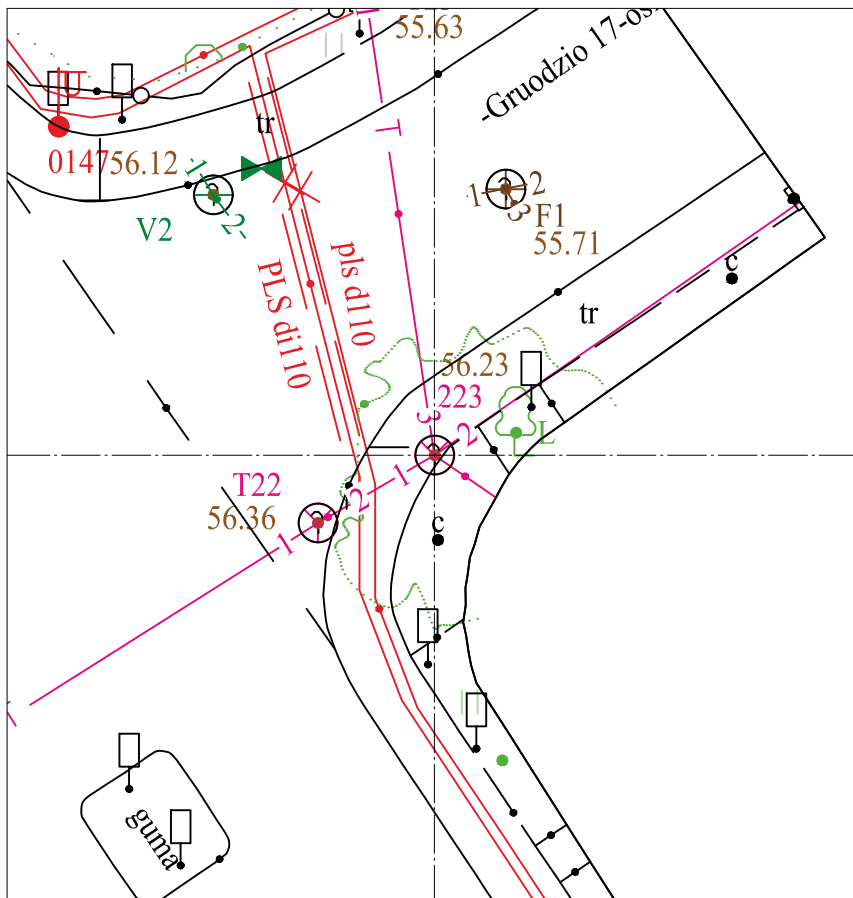 55.63
-Gruodzio 17-os
U
tr
T
014756.12
1
2-
V2
1
2
3
F1
55.71
c
pls d110
PLS di110
tr
56.23
223
3
2
L
T22
1
2
56.36
1
c
T
guma